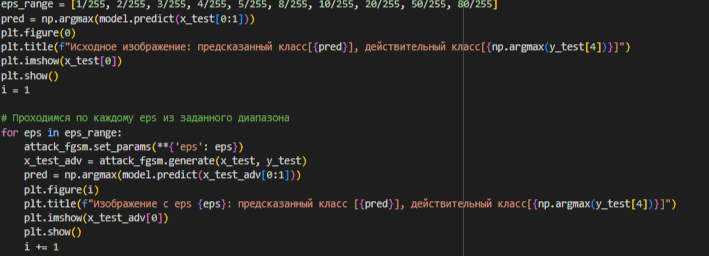 eps_range = [1/255, 2/255, 3/255, 4/255, 5/255, 8/255, 10/255, 20/255, 50/255, 80/255]
pred = np.argmax(model.predict(x_test[0:1]))
plt.figure(0)
plt.title(f"Исходное изображение: предсказанный класс[{pred}], действительный класс[{np.argmax(y_test[4])}]")
plt.imshow(x_test[0])
plt.show()
i = 1

# Проходимся по каждому eps из заданного диапазона
for eps in eps_range:
    attack_fgsm.set_params(**{'eps': eps})
    x_test_adv = attack_fgsm.generate(x_test, y_test)
    pred = np.argmax(model.predict(x_test_adv[0:1]))
    plt.figure(i)
    plt.title(f"Изображение с eps {eps}: предсказанный класс [{pred}], действительный класс[{np.argmax(y_test[4])}]")
    plt.imshow(x_test_adv[0])
    plt.show()
    i += 1